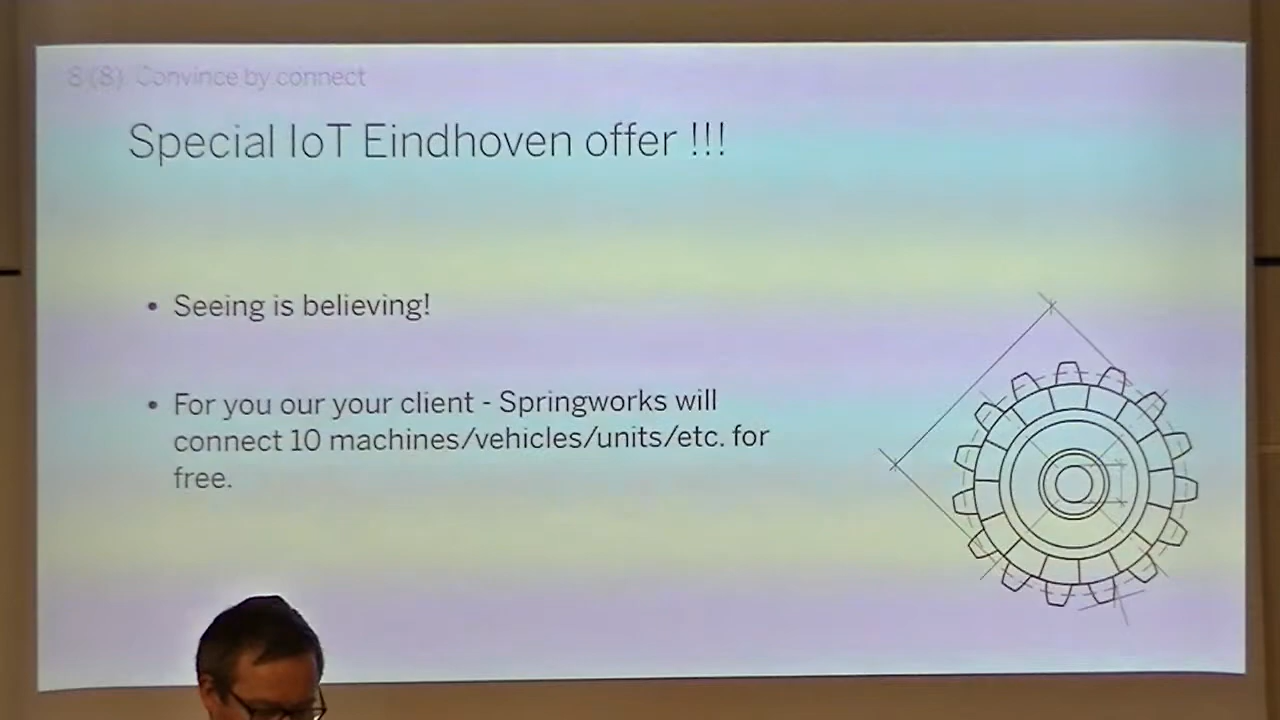 8 (8) Convince by connect
Special IoT Eindhoven offer !!!
• Seeing is believing!
• For you our your client - Springworks will
connect 10 machines/vehicles/units/etc. for
free.